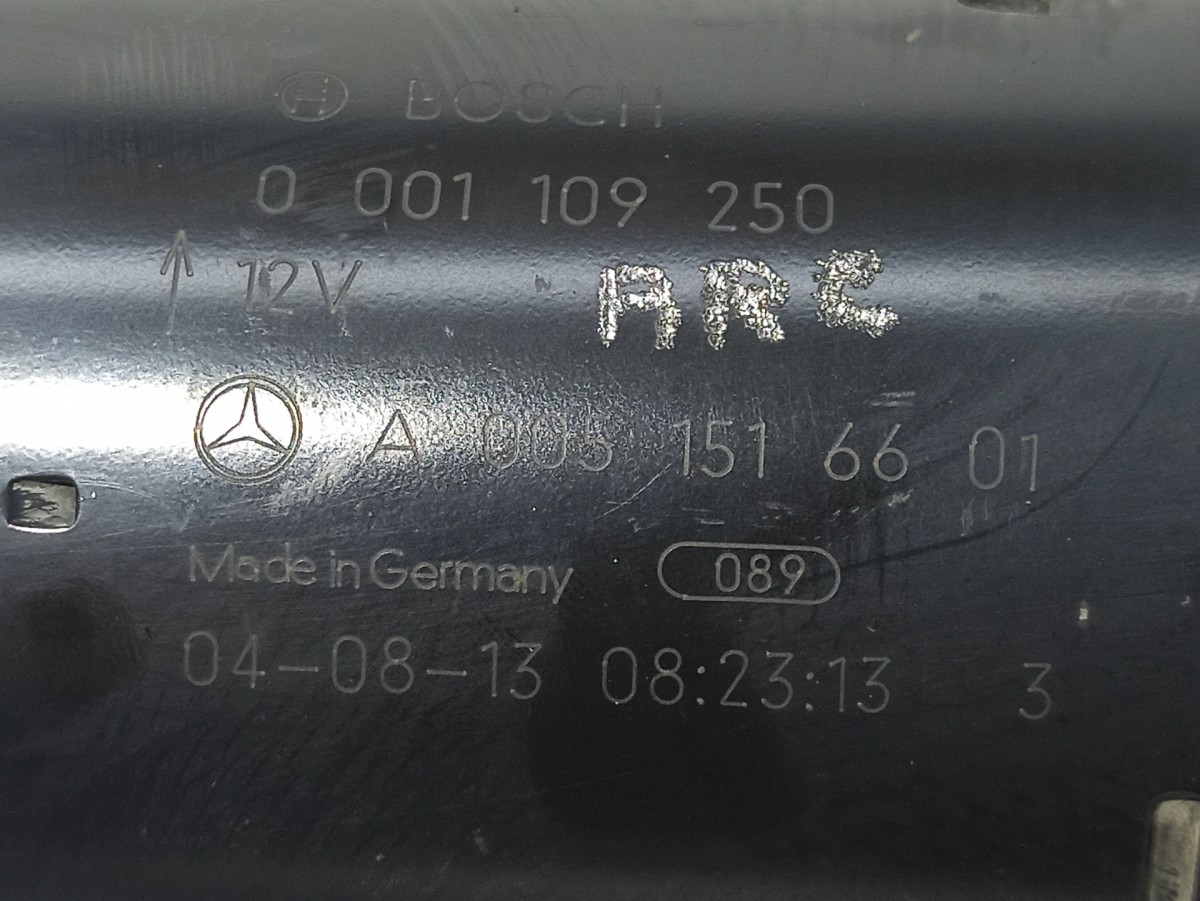 BOSCH
0 001 109 250
12V
ARC
A 005 151 66 01
Made in Germany 089
04-08-13 08:23:13 3